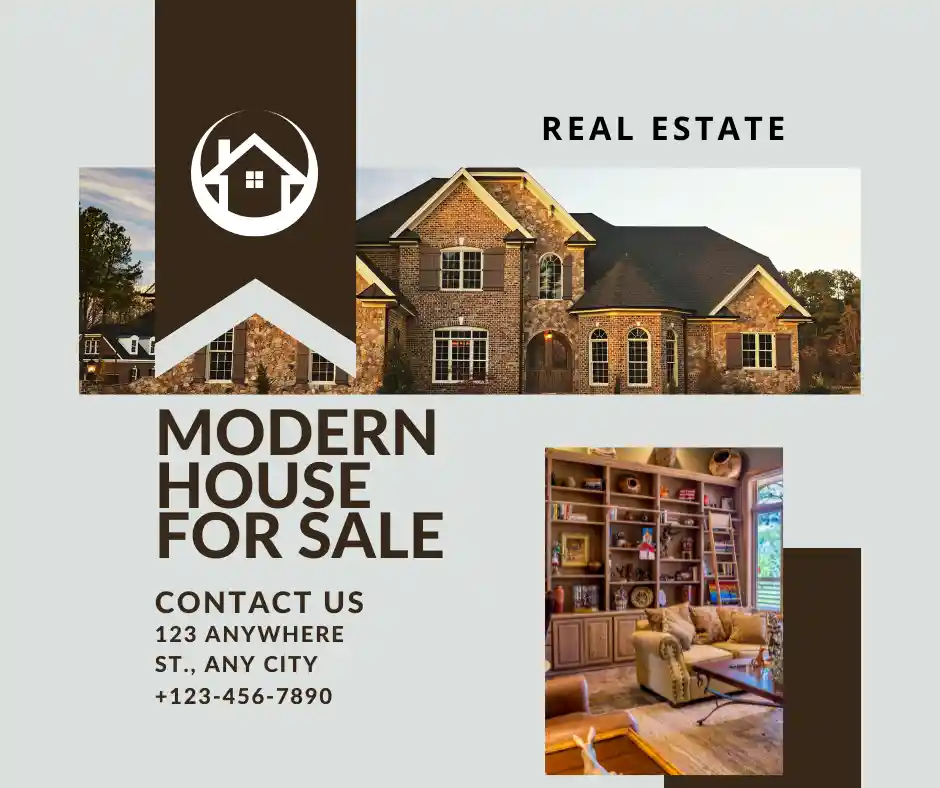 REAL ESTATE
MODERN
HOUSE
FOR SALE
CONTACT US
123 ANYWHERE
ST., ANY CITY
+123-456-7890